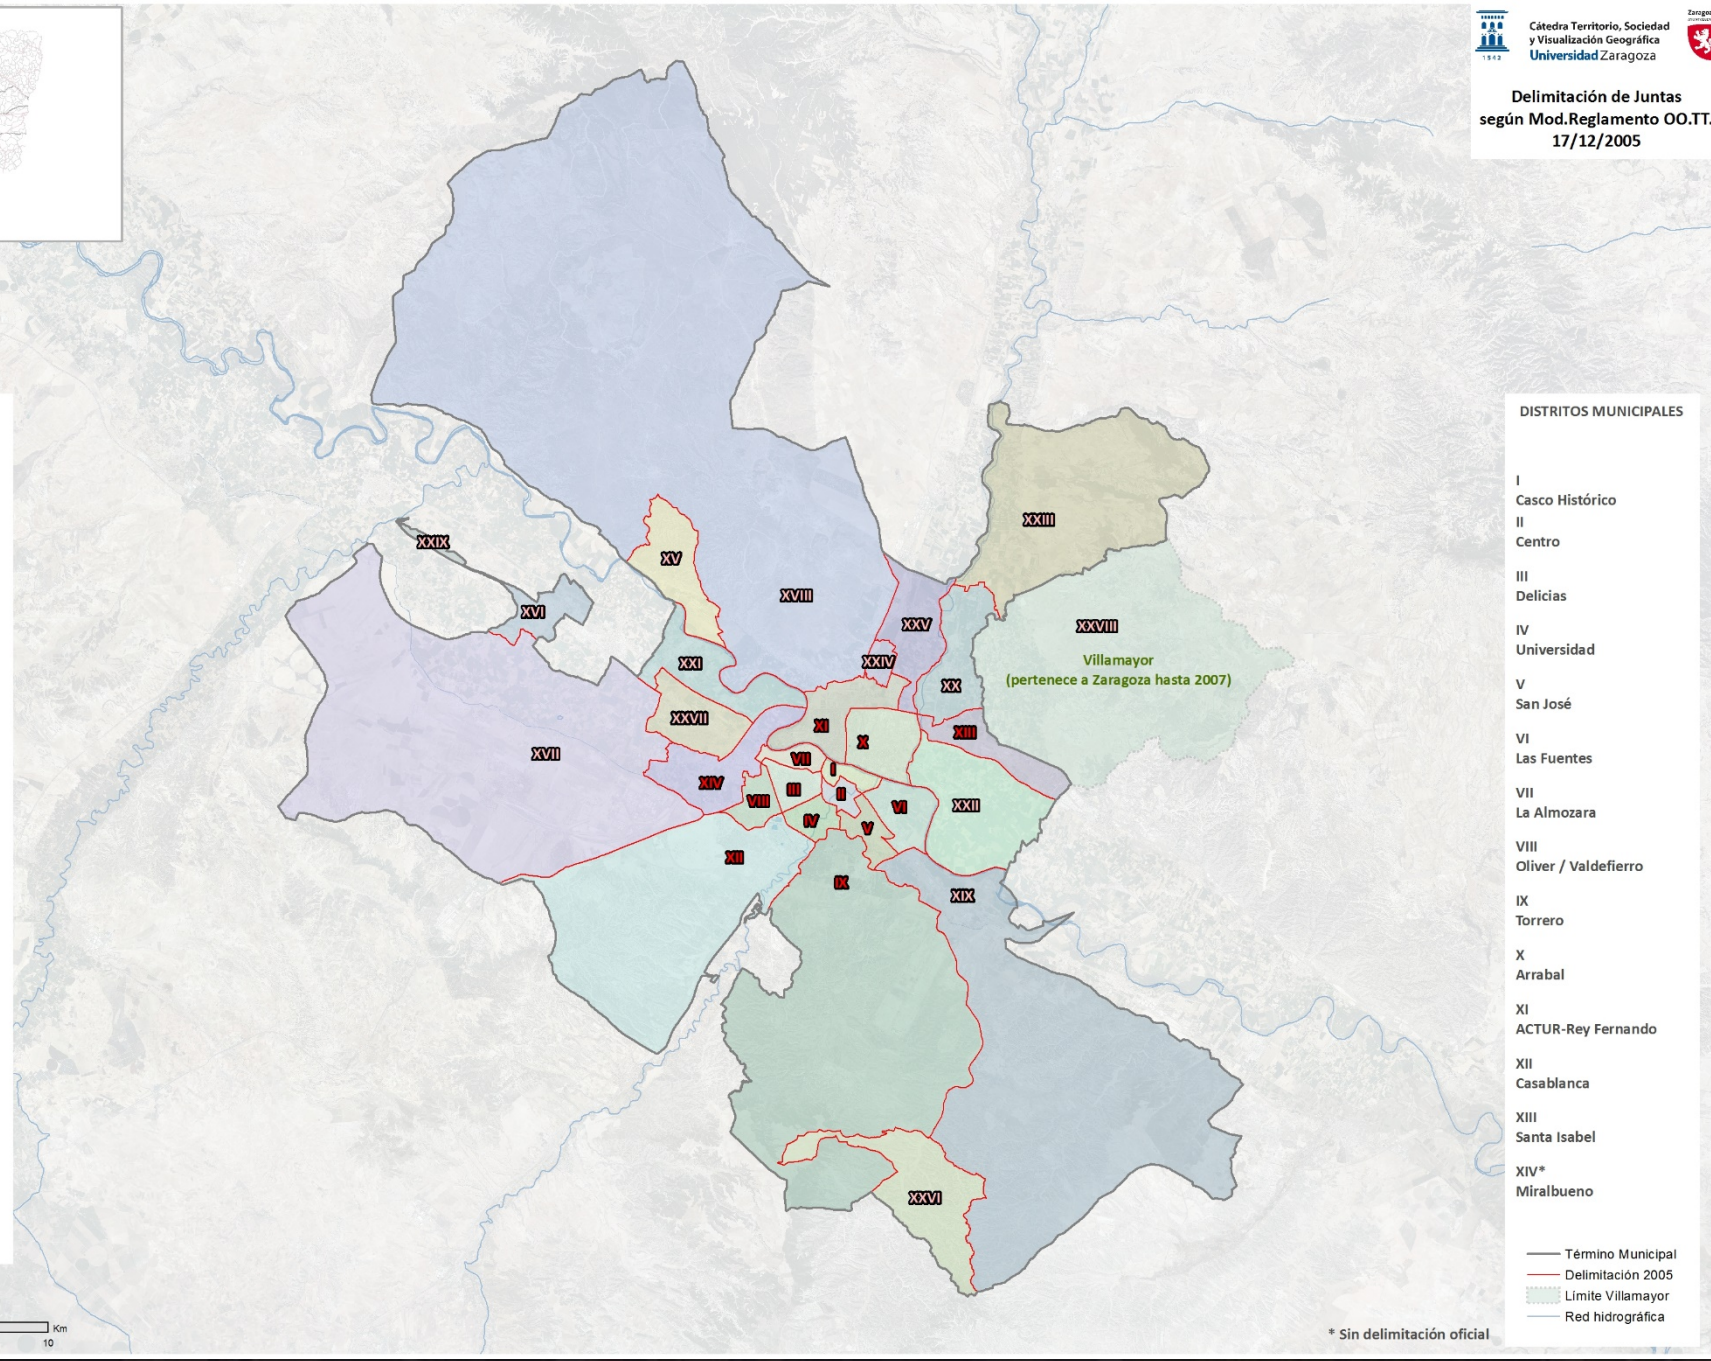 Cátedra Territorio, Sociedad
y Visualización Geográfica
Universidad Zaragoza
1542
Delimitación de Juntas
según Mod.Reglamento OO.TT.
17/12/2005
DISTRITOS MUNICIPALES
I
Casco Histórico
II
Centro
III
Delicias
IV
Universidad
V
San José
VI
Las Fuentes
VII
La Almozara
VIII
Oliver / Valdefierro
IX
Torrero
X
Arrabal
XI
ACTUR-Rey Fernando
XII
Casablanca
XIII
Santa Isabel
XIV*
Miralbueno
Término Municipal
Delimitación 2005
Límite Villamayor
Red hidrográfica
* Sin delimitación oficial
XXIII
XXIX
XV
XVIII
XVI
XXV
XXVIII
Villamayor
(pertenece a Zaragoza hasta 2007)
XXI
XXIV
XX
XXVII
XI
X
XIII
XVII
VII
I
XIV
III
II
VIII
VI
XXII
IV
V
XII
IX
XIX
XXVI
Km
10